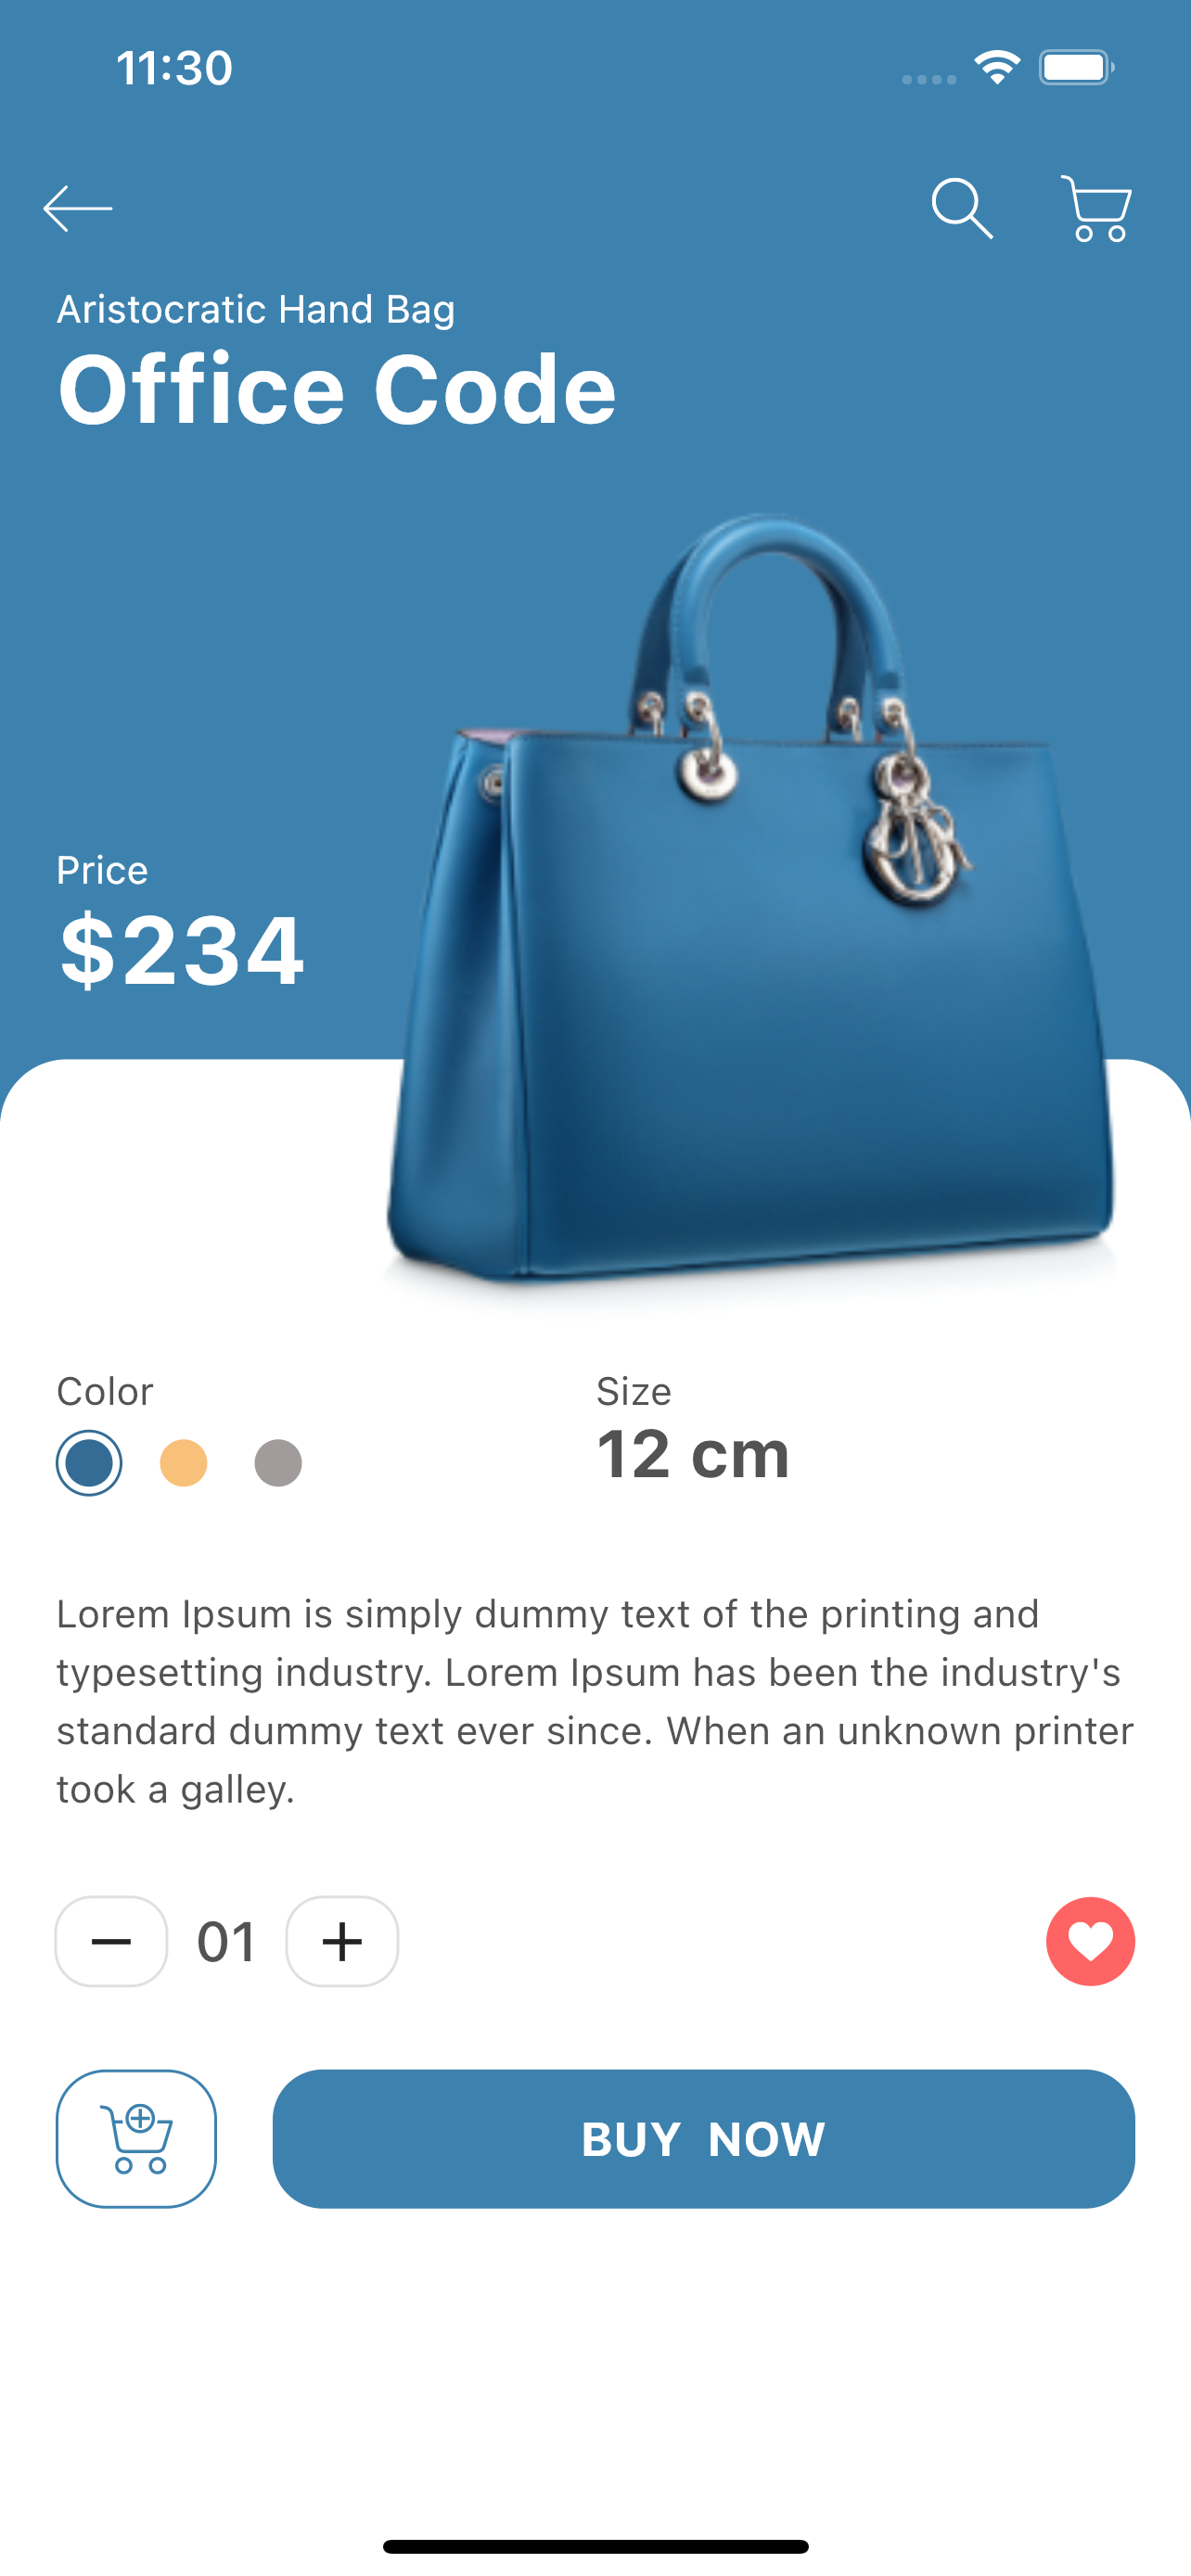 11:30
Aristocratic Hand Bag
Office Code
Price
$234
Color
Size
12 cm
Lorem Ipsum is simply dummy text of the printing and
typesetting industry. Lorem Ipsum has been the industry's
standard dummy text ever since. When an unknown printer
took a galley.
01
BUY NOW